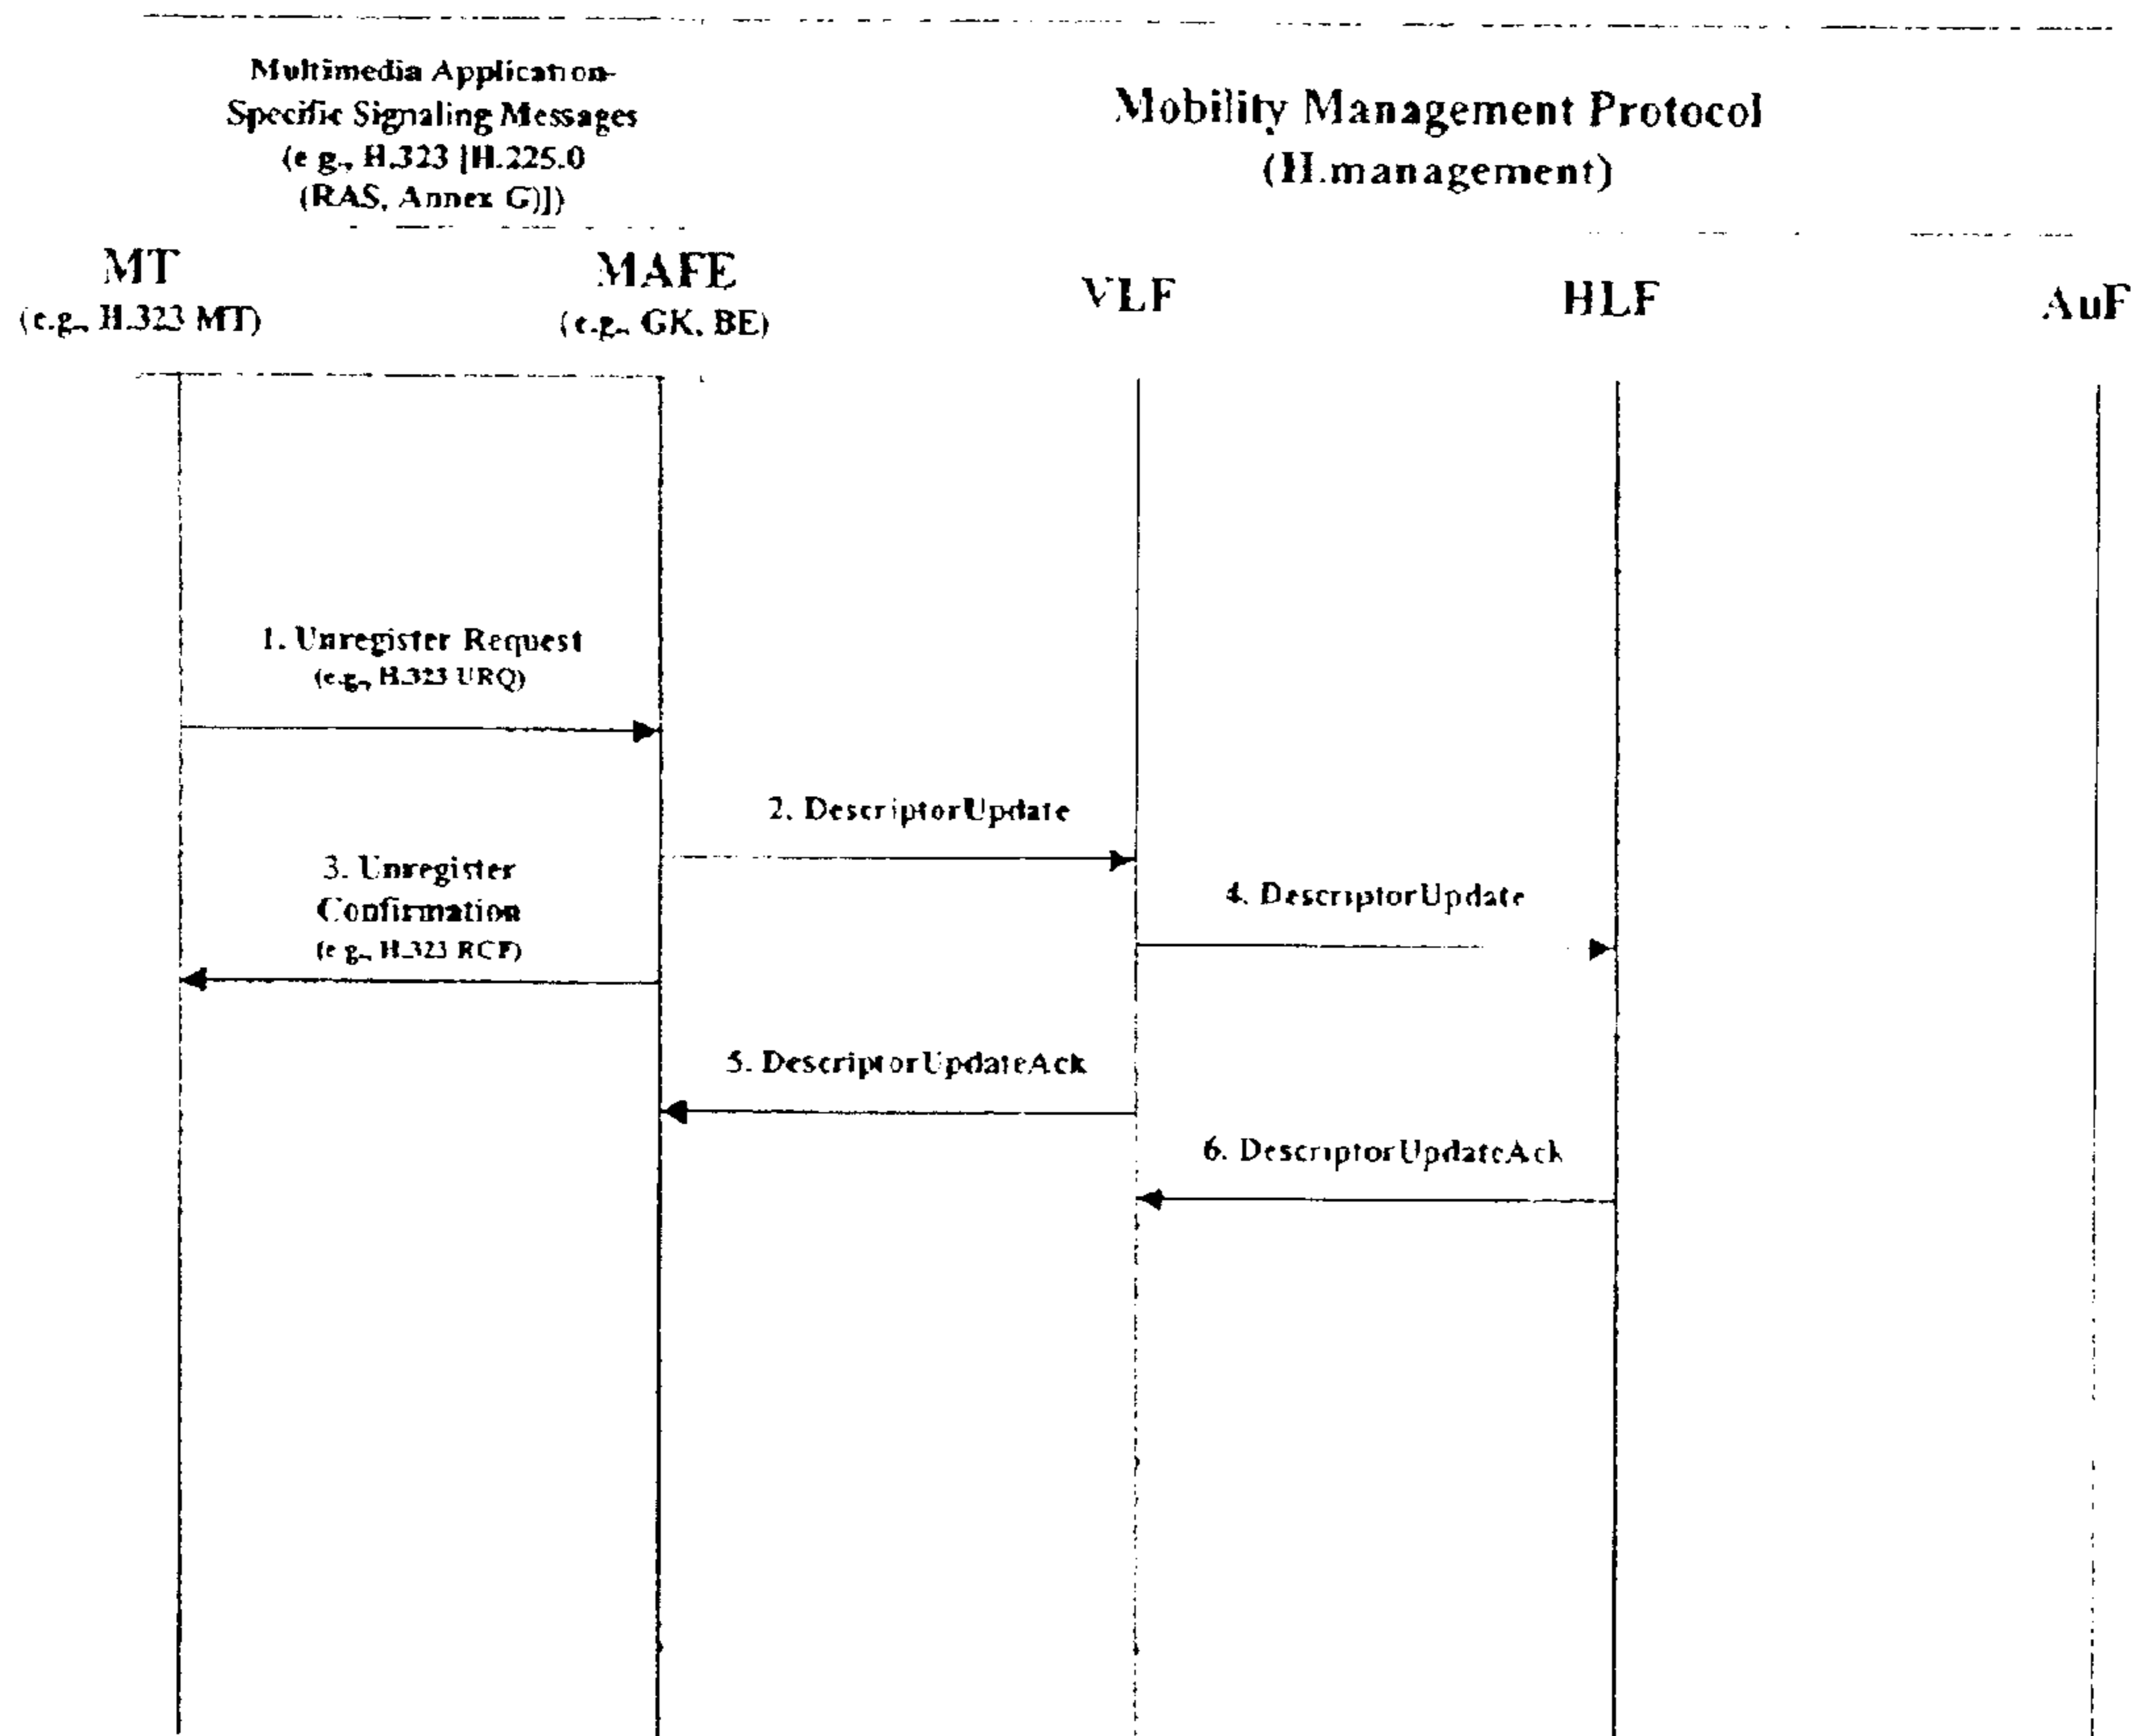 Multimedia Application-
Specific Signaling Messages
(e g., H.323 [H.225.0
(RAS, Annex G)])
Mobility Management Protocol
(H.management)
MT
(e.g., H.323 MT)
MAFE
(e.g., GK, BE)
VLF
HLF
AuF
1. Unregister Request
(e.g., H.323 URQ)
2. DescriptorUpdate
3. Unregister
Confirmation
(e g., H.323 RCF)
4. DescriptorUpdate
5. DescriptorUpdateAck
6. DescriptorUpdateAck